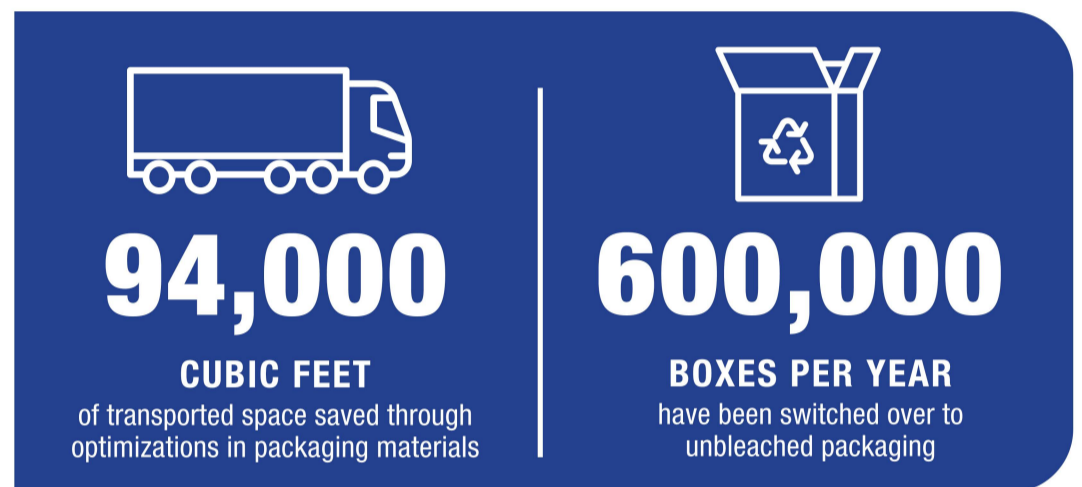 94,000
CUBIC FEET
of transported space saved through
optimizations in packaging materials
600,000
BOXES PER YEAR
have been switched over to
unbleached packaging